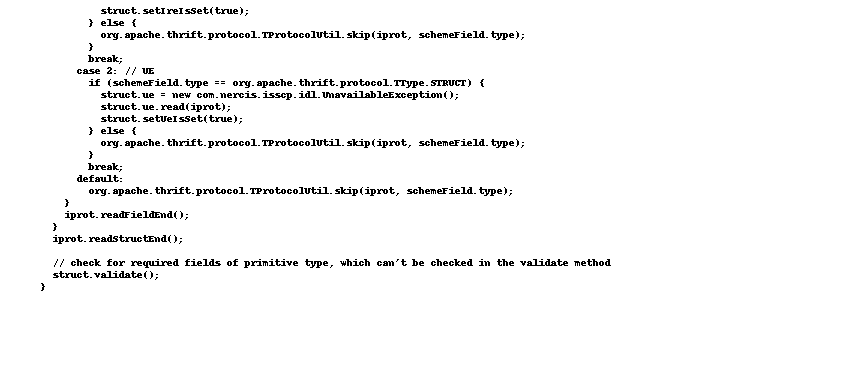 struct.setIreIsSet(true);
} else {
org.apache.thrift.protocol.TProtocolUtil.skip(iprot, schemeField.type);
}
break;
case 2: // UE
if (schemeField.type == org.apache.thrift.protocol.TType.STRUCT) {
struct.ue = new com.nercis.isscp.idl.UnavailableException();
struct.ue.read(iprot);
struct.setUeIsSet(true);
} else {
org.apache.thrift.protocol.TProtocolUtil.skip(iprot, schemeField.type);
}
break;
default:
org.apache.thrift.protocol.TProtocolUtil.skip(iprot, schemeField.type);
}
iprot.readFieldEnd();
}
iprot.readStructEnd();
// check for required fields of primitive type, which can't be checked in the validate method
struct.validate();
}